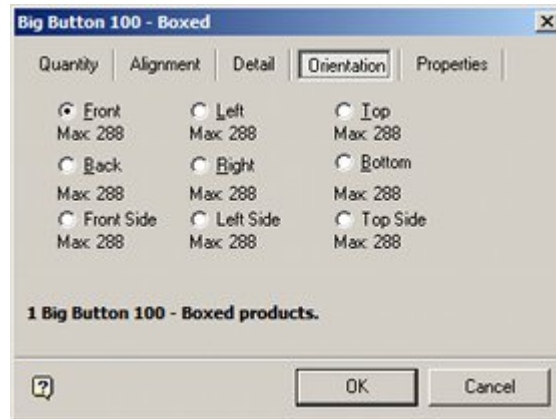 Big Button 100 - Boxed
Quantity Alignment Detail Orientation Properties
Front Left Top
Max: 288 Max: 288 Max: 288
Back Right Bottom
Max: 288 Max: 288 Max: 288
Front Side Left Side Top Side
Max: 288 Max: 288 Max: 288
1 Big Button 100 - Boxed products.
OK Cancel